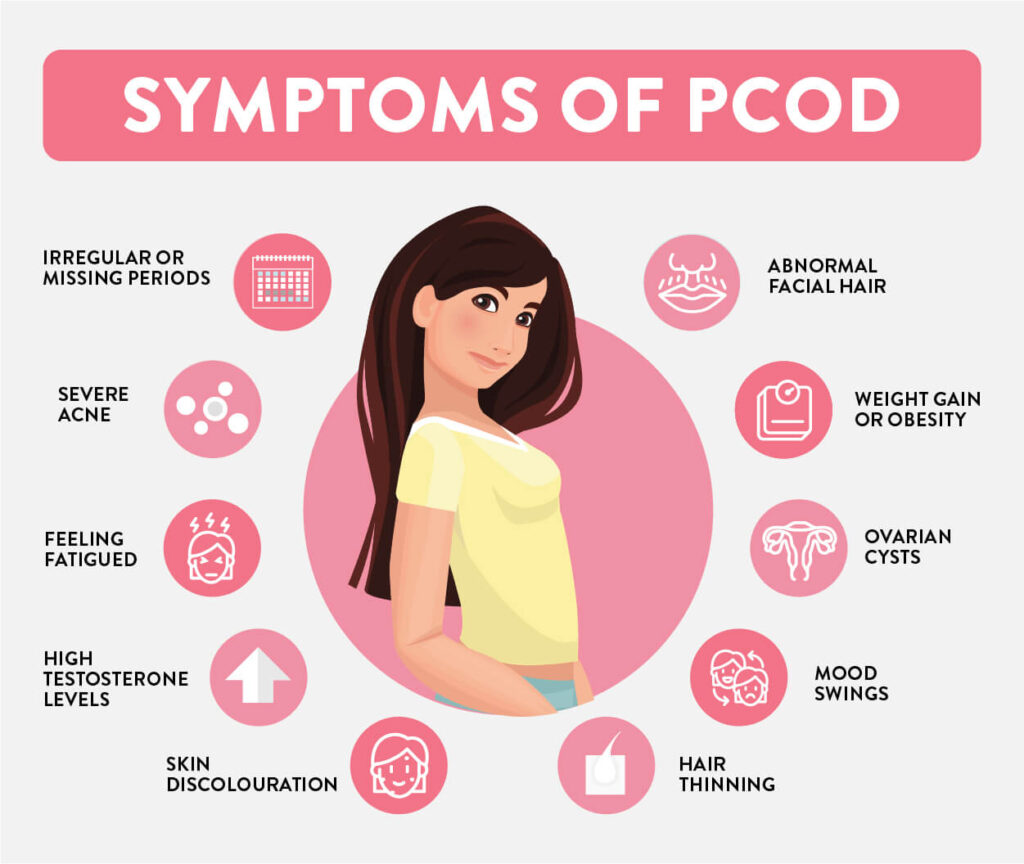 SYMPTOMS OF PCOD
IRREGULAR OR
MISSING PERIODS
SEVERE
ACNE
FEELING
FATIGUED
HIGH
TESTOSTERONE
LEVELS
SKIN
DISCOLOURATION
ABNORMAL
FACIAL HAIR
WEIGHT GAIN
OR OBESITY
OVARIAN
CYSTS
MOOD
SWINGS
HAIR
THINNING